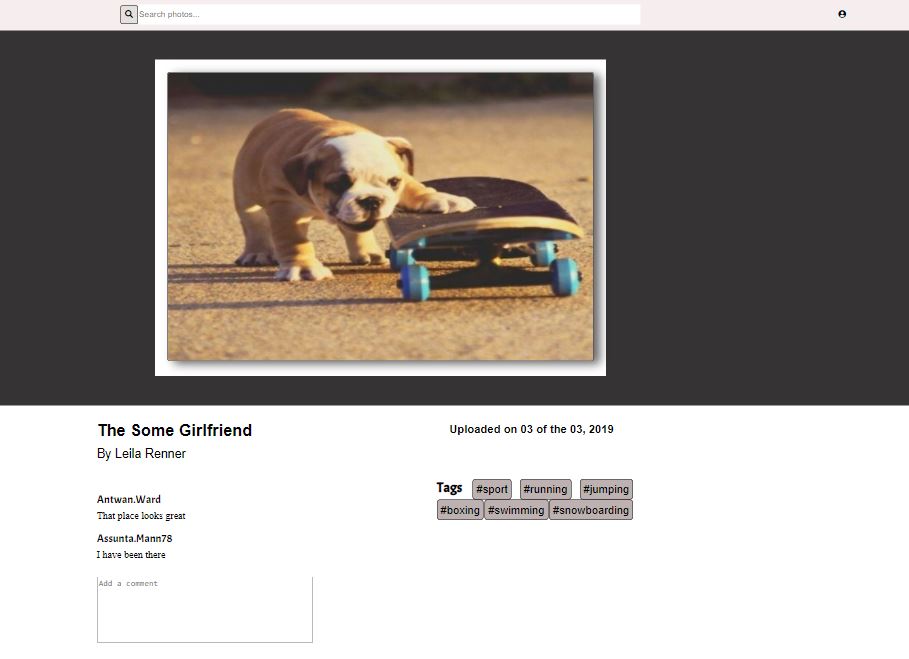 Search photos...
The Some Girlfriend
By Leila Renner
Uploaded on 03 of the 03, 2019
Tags #sport #running #jumping
#boxing #swimming #snowboarding
Antwan.Ward
That place looks great
Assunta.Mann78
I have been there
Add a comment